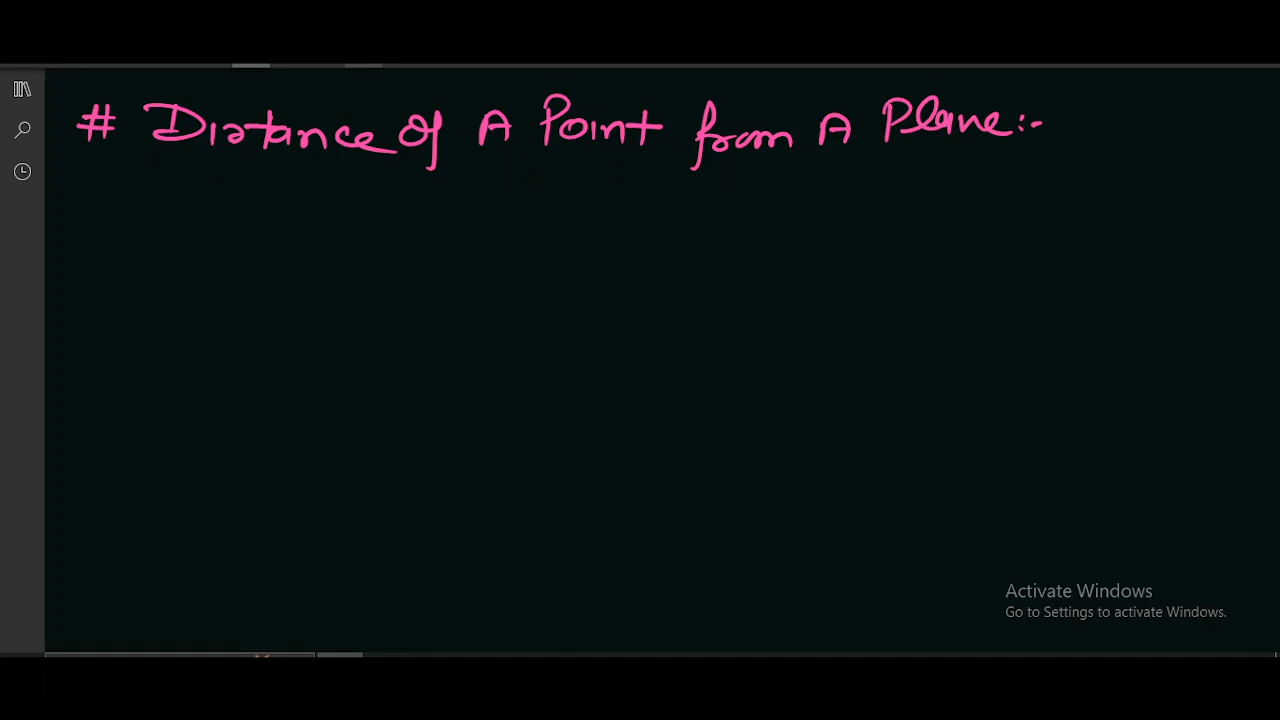 # Distance of A Point from A Plane:-
Activate Windows
Go to Settings to activate Windows.